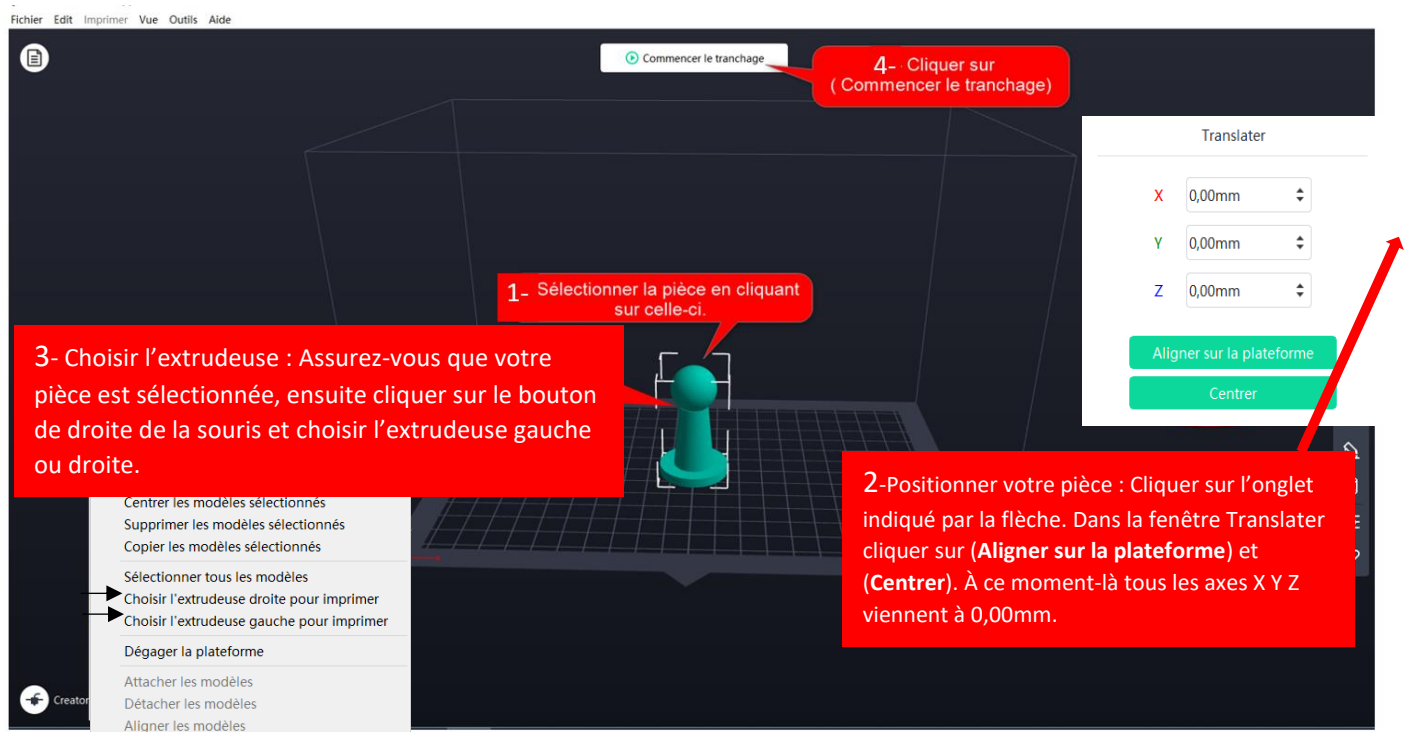 Fichier Edit Imprimer Vue Outils Aide
Commencer le tranchage
4- Cliquer sur
( Commencer le tranchage)
Translater
X 0,00mm
Y 0,00mm
Z 0,00mm
Aligner sur la plateforme
Centrer
1- Sélectionner la pièce en cliquant
sur celle-ci.
3- Choisir l’extrudeuse : Assurez-vous que votre
pièce est sélectionnée, ensuite cliquer sur le bouton
de droite de la souris et choisir l’extrudeuse gauche
ou droite.
2-Positionner votre pièce : Cliquer sur l’onglet
indiqué par la flèche. Dans la fenêtre Translater
cliquer sur (Aligner sur la plateforme) et
(Centrer). À ce moment-là tous les axes X Y Z
viennent à 0,00mm.
Centrer les modèles sélectionnés
Supprimer les modèles sélectionnés
Copier les modèles sélectionnés
Sélectionner tous les modèles
Choisir l'extrudeuse droite pour imprimer
Choisir l'extrudeuse gauche pour imprimer
Dégager la plateforme
Attacher les modèles
Détacher les modèles
Aligner les modèles
Creator